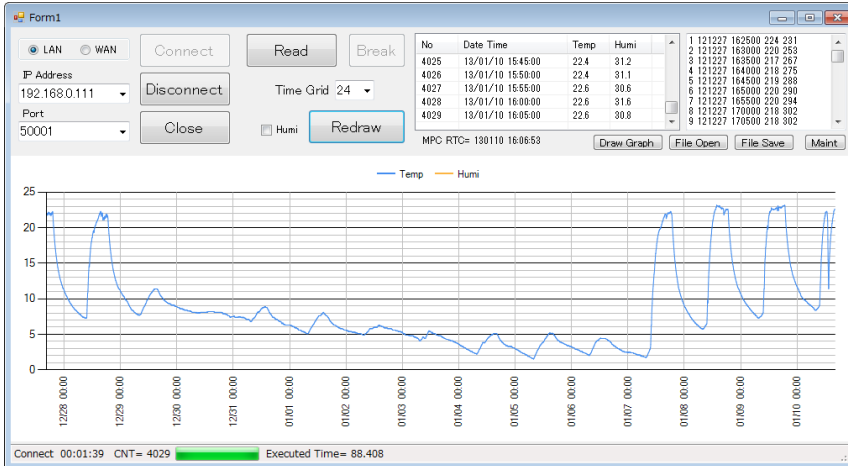 Form1
LAN WAN
Connect
Read
Break
IP Address
192.168.0.111
Disconnect
Time Grid 24
Port
50001
Close
Humi
Redraw
No Date Time Temp Humi
4025 13/01/10 15:45:00 22.4 31.2
4026 13/01/10 15:50:00 22.4 31.1
4027 13/01/10 15:55:00 22.6 30.6
4028 13/01/10 16:00:00 22.6 31.6
4029 13/01/10 16:05:00 22.6 30.8
1 121227 162500 224 231
2 121227 163000 220 253
3 121227 163500 217 267
4 121227 164000 218 275
5 121227 164500 219 288
6 121227 165000 220 290
7 121227 165500 220 294
8 121227 170000 218 302
9 121227 170500 218 302
MPC RTC= 130110 16:06:53
Draw Graph
File Open
File Save
Maint
Temp Humi
25
20
15
10
5
0
12/28 00:00
12/29 00:00
12/30 00:00
12/31 00:00
01/01 00:00
01/02 00:00
01/03 00:00
01/04 00:00
01/05 00:00
01/06 00:00
01/07 00:00
01/08 00:00
01/09 00:00
01/10 00:00
Connect 00:01:39 CNT= 4029 Executed Time= 88.408